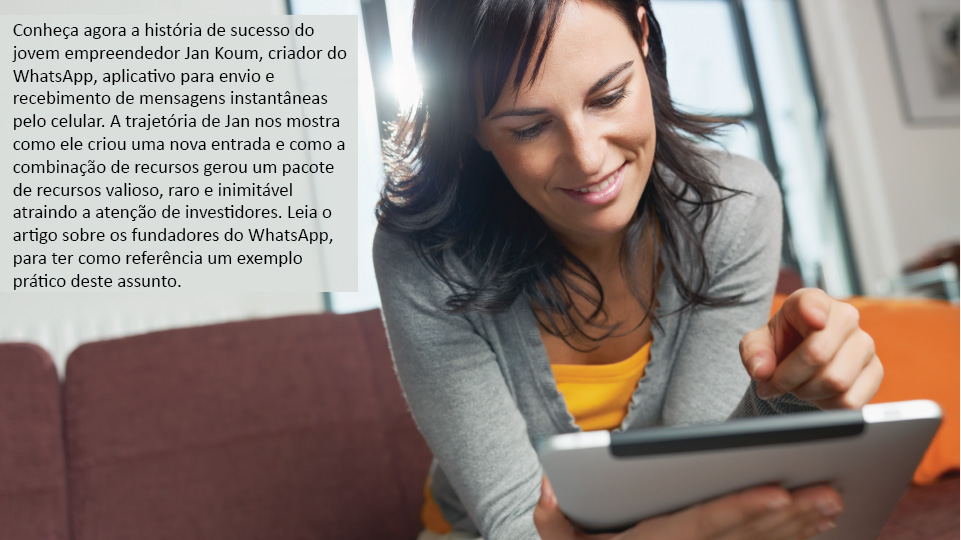 Conheça agora a história de sucesso do
jovem empreendedor Jan Koum, criador do
WhatsApp, aplicativo para envio e
recebimento de mensagens instantâneas
pelo celular. A trajetória de Jan nos mostra
como ele criou uma nova entrada e como a
combinação de recursos gerou um pacote
de recursos valioso, raro e inimitável
atraindo a atenção de investidores. Leia o
artigo sobre os fundadores do WhatsApp,
para ter como referência um exemplo
prático deste assunto.